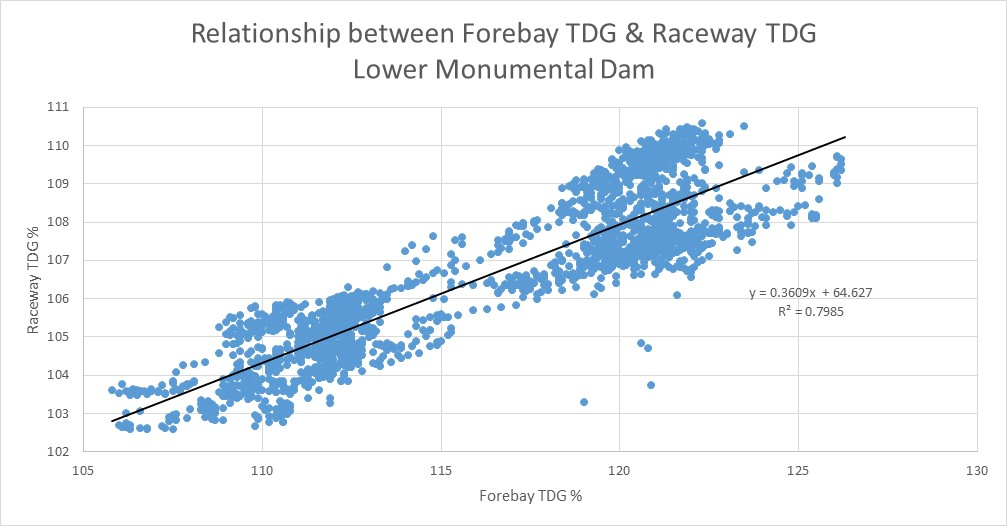 Relationship between Forebay TDG & Raceway TDG
Lower Monumental Dam
111
110
109
108
107
106
105
104
103
102
Raceway TDG %
y = 0.3609x + 64.627
R² = 0.7985
105 110 115 120 125 130
Forebay TDG %